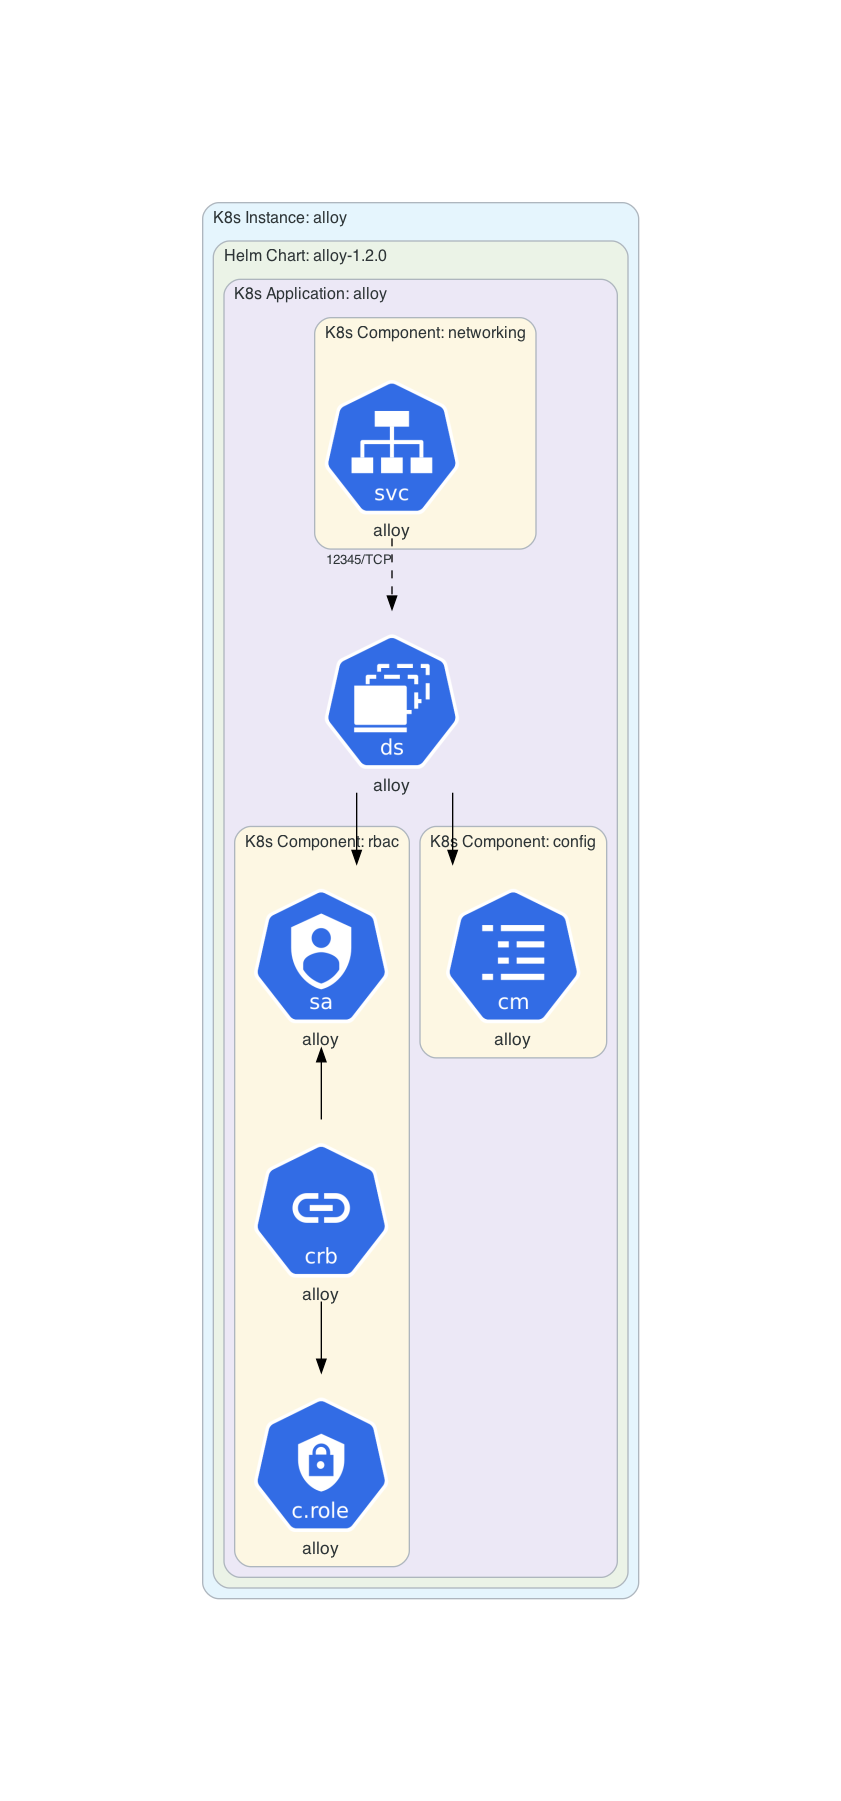 K8s Instance: alloy
Helm Chart: alloy-1.2.0
K8s Application: alloy
K8s Component: networking
svc
alloy
12345/TCP
ds
alloy
K8s Component: rbac
K8s Component: config
sa
alloy
cm
alloy
crb
alloy
c.role
alloy